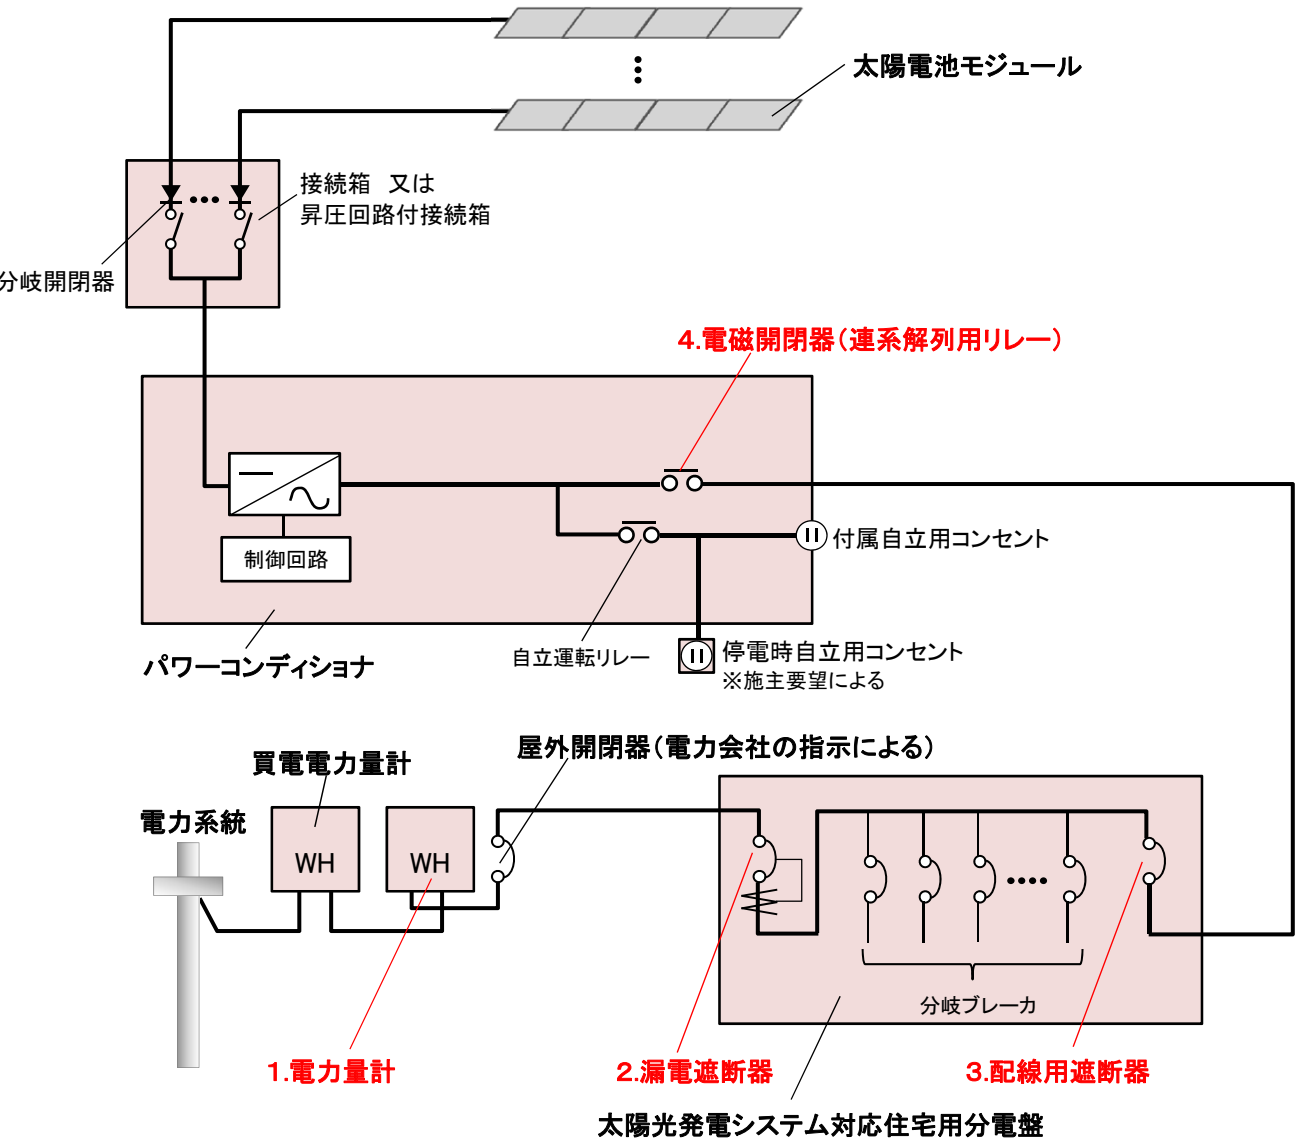 太陽電池モジュール
接続箱　又は
昇圧回路付接続箱
分岐開閉器
4.電磁開閉器（連系解列用リレー）
制御回路
付属自立用コンセント
パワーコンディショナ
自立運転リレー
停電時自立用コンセント
※施主要望による
屋外開閉器（電力会社の指示による）
買電電力量計
電力系統
WH
WH
分岐ブレーカ
1.電力量計
2.漏電遮断器
3.配線用遮断器
太陽光発電システム対応住宅用分電盤